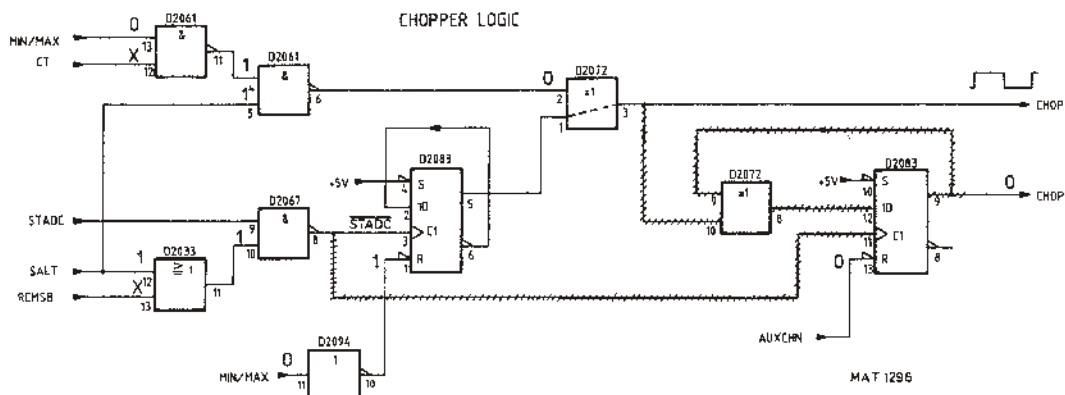 CHOPPER LOGIC
D2061
MIN/MAX
0
13
&
CT
X
12
11
D2061
1
&
1
5
6
0
D2072
2
≥1
1
3
CHOP
D2083
+5V
S
2
1D
5
STADC
3
C1
6
1
R
D2067
STADC
9
&
1
10
8
D2033
SALT
1
12
≥ 1
RCMSB
X
13
11
D2094
MIN/MAX
0
11
1
10
D2072
9
≥1
10
8
D2083
+5V
10
S
9
0
CHOP
12
1D
11
C1
0
13
R
8
AUXCHN
MAT 1296